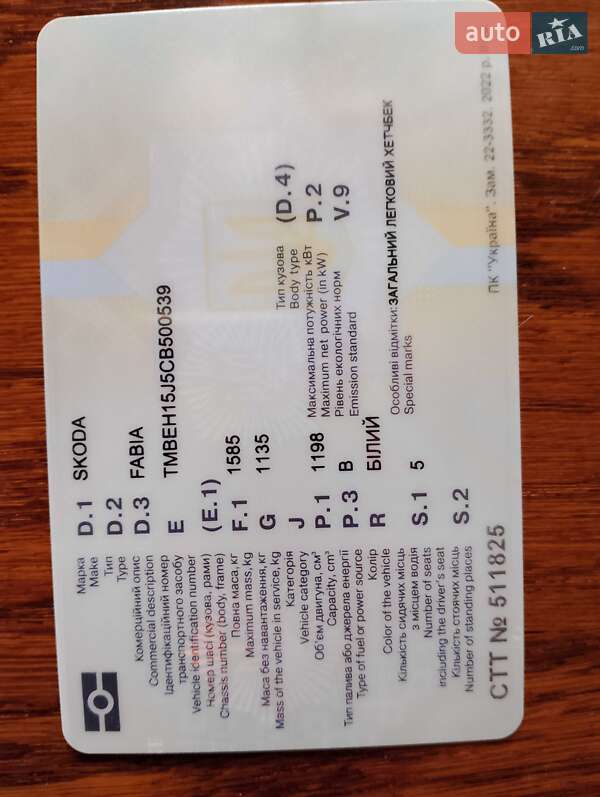 auto RIA .com
Марка D.1 SKODA
Make
Тип D.2
Type
Комерційний опис D.3 FABIA
Commercial description
Ідентифікаційний номер E TMBEH15J5CB500539
транспортного засобу
Vehicle identification number
Номер шасі (кузова, рами) (E.1)
Chassis number (body, frame)
Повна маса, кг F.1 1585
Maximum mass, kg
Маса без навантаження, кг G 1135
Mass of the vehicle in service, kg
Категорія J Тип кузова (D.4)
Vehicle category Body type
Об'єм двигуна, см³ P.1 1198 Максимальна потужність кВт P.2
Capacity, cm³ Maximum net power (in kW)
Тип палива або джерела енергії P.3 B Рівень екологічних норм V.9
Type of fuel or power source Emission standard
Колір R БІЛИЙ
Color of the vehicle
Кількість сидячих місць S.1 5 Особливі відмітки: ЗАГАЛЬНИЙ ЛЕГКОВИЙ ХЕТЧБЕК
з місцем водія Special marks
Number of seats
including the driver's seat
Кількість стоячих місць S.2
Number of standing places
СТТ № 511825
ПК "Україна". Зам. 22-3332. 2022 р.